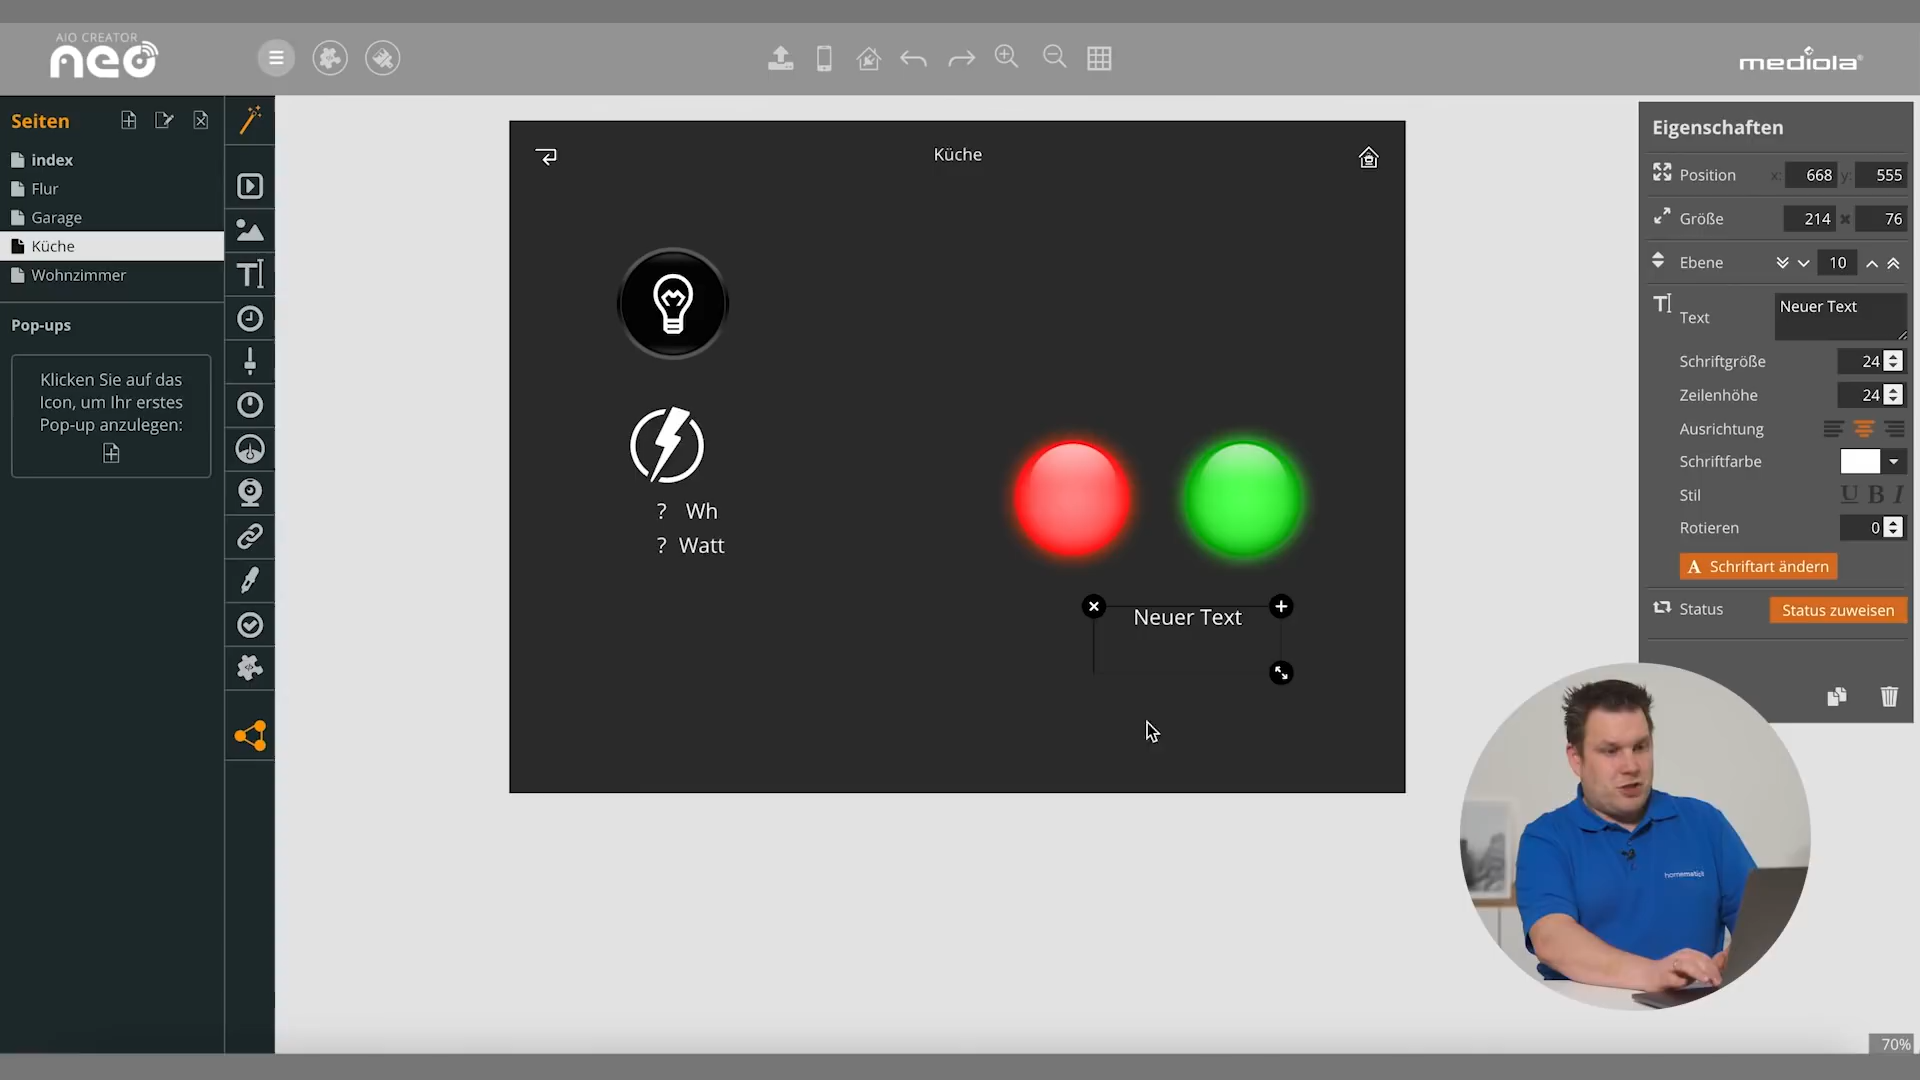 AIO CREATOR
neo
mediola®
Seiten
index
Flur
Garage
Küche
Wohnzimmer
Pop-ups
Klicken Sie auf das
Icon, um Ihr erstes
Pop-up anzulegen:
Küche
? Wh
? Watt
Neuer Text
Eigenschaften
Position x: 668 y: 555
Größe 214 x 76
Ebene 10
Text Neuer Text
Schriftgröße 24
Zeilenhöhe 24
Ausrichtung
Schriftfarbe
Stil U B I
Rotieren 0
A Schriftart ändern
Status Status zuweisen
homematic
70%